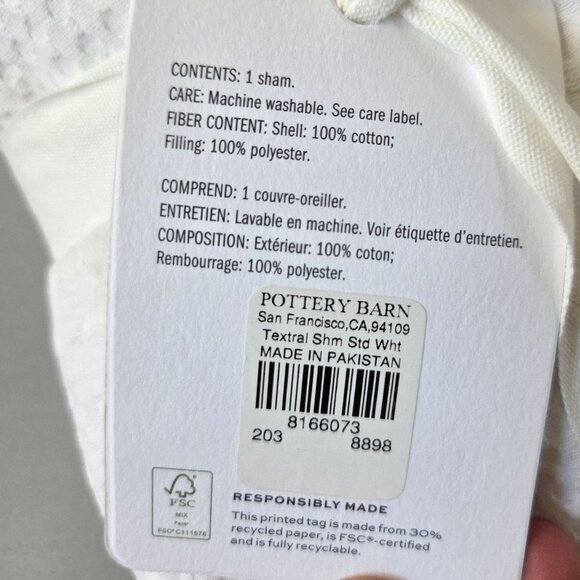 CONTENTS: 1 sham.
CARE: Machine washable. See care label.
FIBER CONTENT: Shell: 100% cotton;
Filling: 100% polyester.
COMPREND: 1 couvre-oreiller.
ENTRETIEN: Lavable en machine. Voir étiquette d'entretien.
COMPOSITION: Extérieur: 100% coton;
Rembourrage: 100% polyester.
POTTERY BARN
San Francisco,CA,94109
Textral Shm Std Wht
MADE IN PAKISTAN
8166073
203 8898
FSC
MIX
Paper
FSC® C111676
RESPONSIBLY MADE
This printed tag is made from 30%
recycled paper, is FSC®-certified
and is fully recyclable.